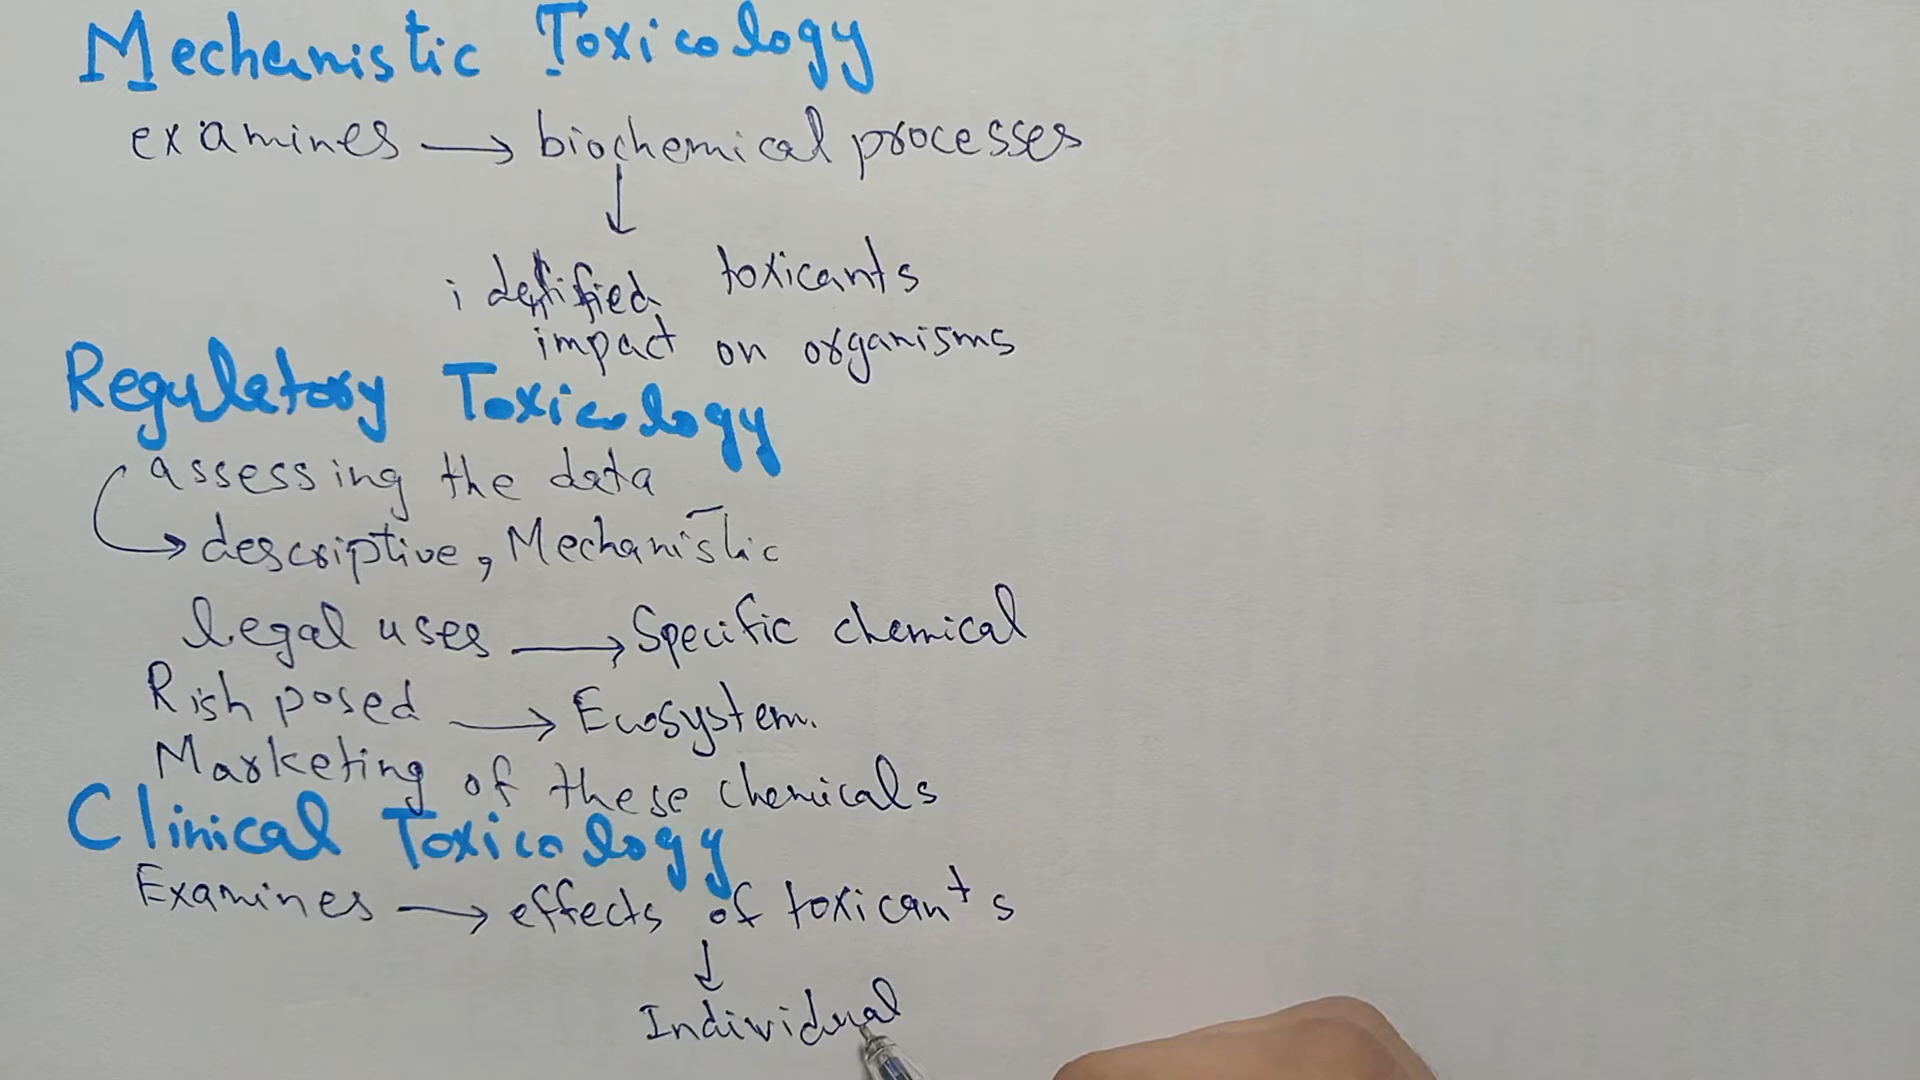 Mechanistic Toxicology
examines → biochemical processes
↓
identified toxicants
impact on organisms
Regulatory Toxicology
assessing the data
→ descriptive, Mechanistic
legal uses → Specific chemical
Risk posed → Ecosystem.
Marketing of these chemicals
Clinical Toxicology
Examines → effects of toxicants
↓
Individual